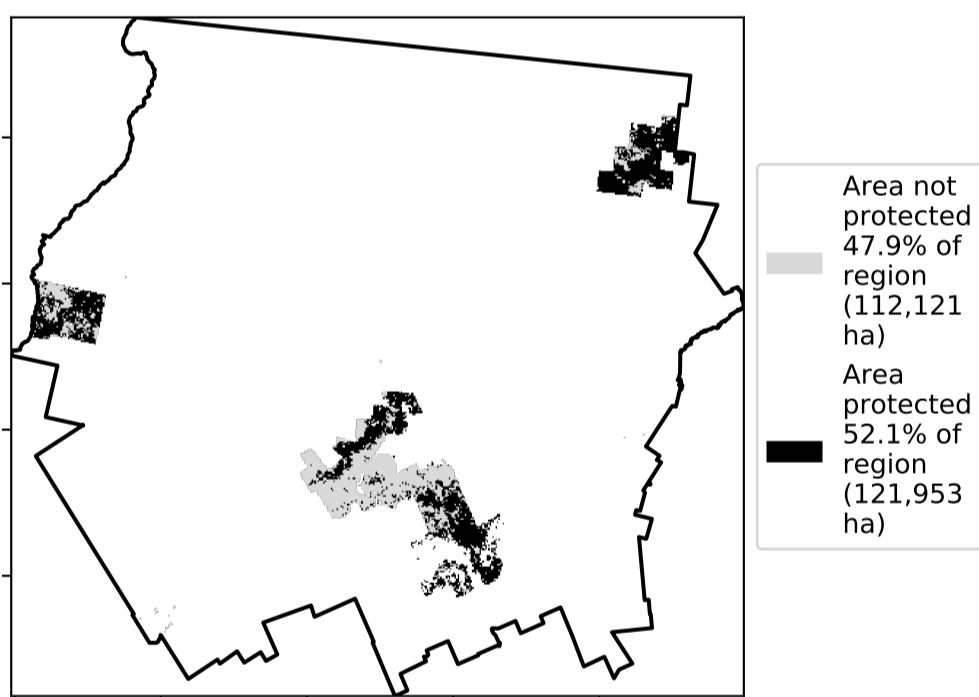 Area not
protected
47.9% of
region
(112,121
ha)
Area
protected
52.1% of
region
(121,953
ha)